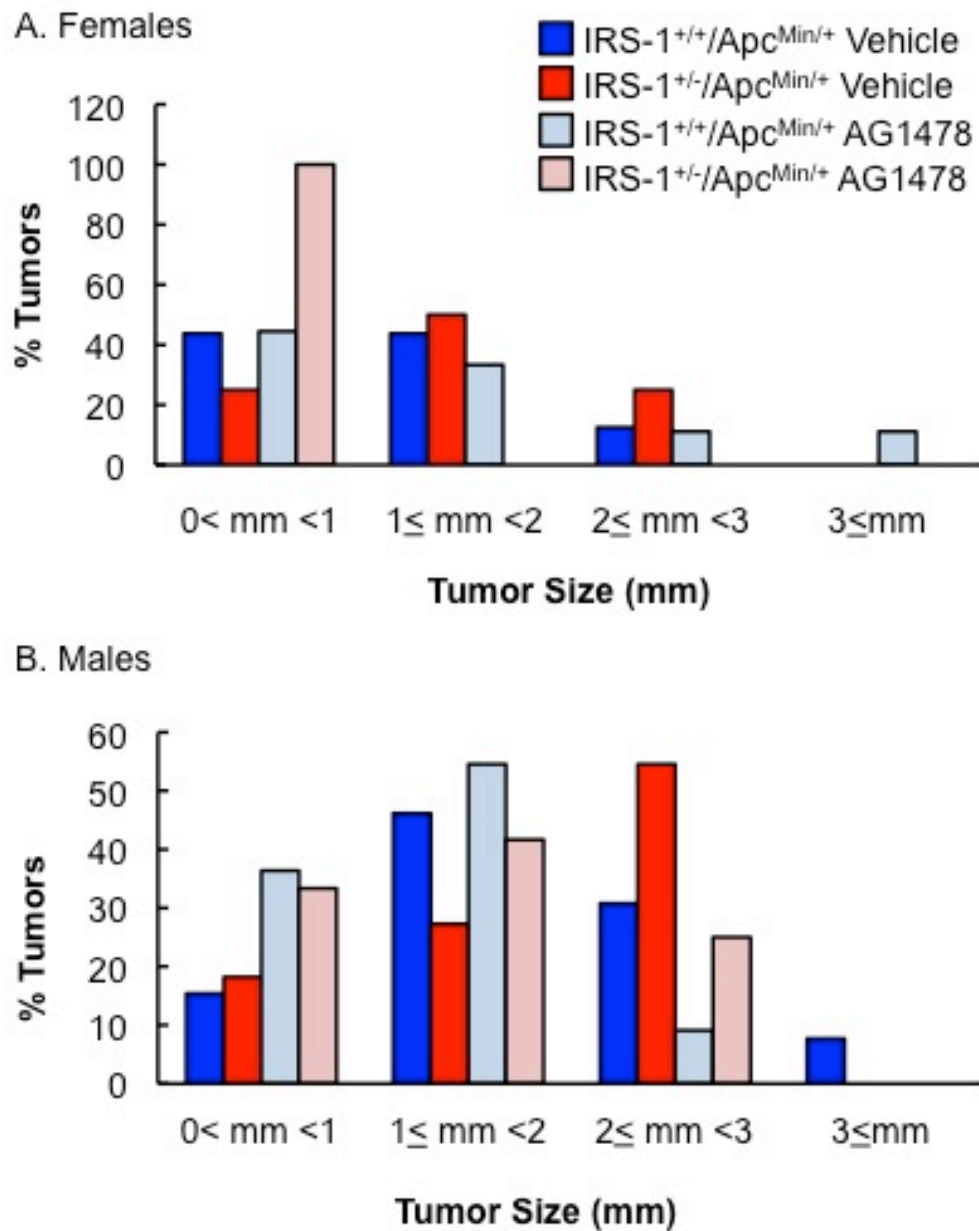 A. Females
IRS-1+/+/ApcMin/+ Vehicle
IRS-1+/-/ApcMin/+ Vehicle
IRS-1+/+/ApcMin/+ AG1478
IRS-1+/-/ApcMin/+ AG1478
120
100
80
60
40
20
0
% Tumors
0< mm <1 1≤ mm <2 2≤ mm <3 3≤mm
Tumor Size (mm)
B. Males
60
50
40
30
20
10
0
% Tumors
0< mm <1 1≤ mm <2 2≤ mm <3 3≤mm
Tumor Size (mm)